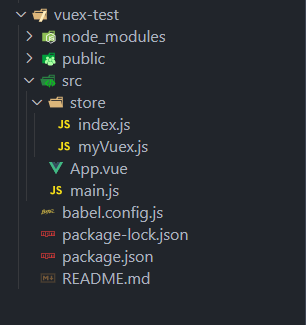 vuex-test
node_modules
public
src
store
JS index.js
JS myVuex.js
App.vue
JS main.js
babel.config.js
package-lock.json
package.json
README.md